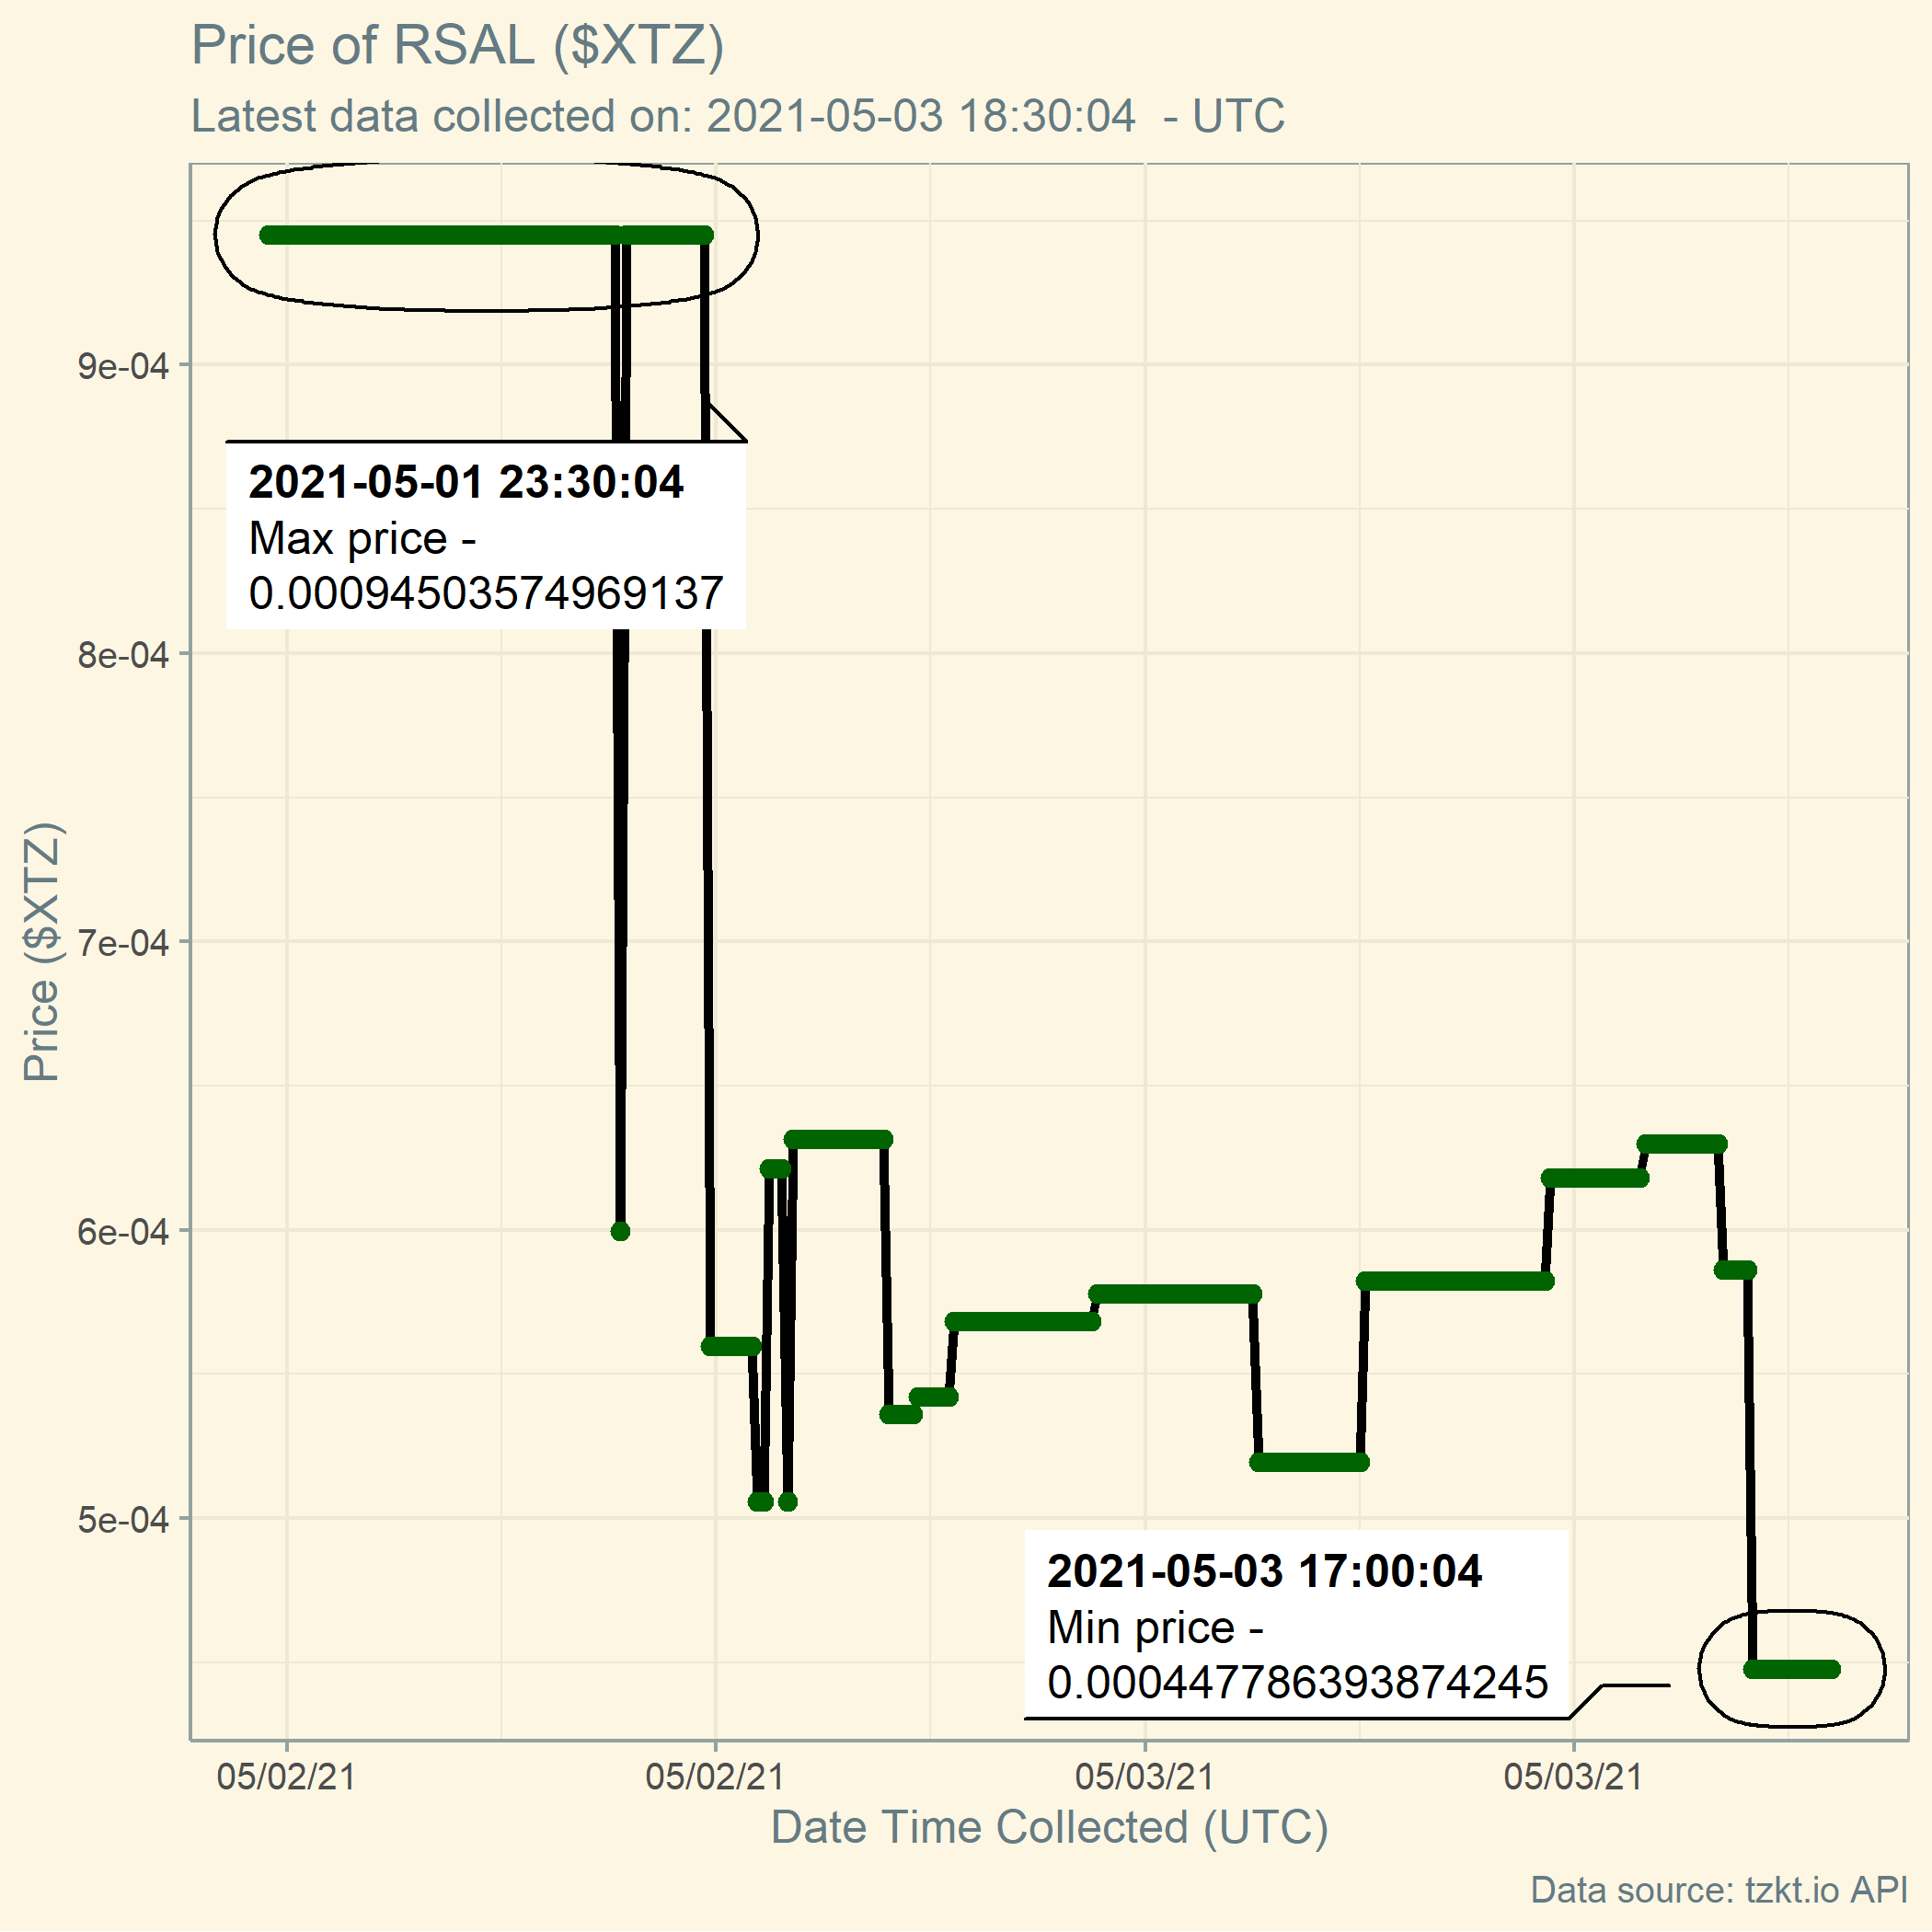 Price of RSAL ($XTZ)
Latest data collected on: 2021-05-03 18:30:04  - UTC
9e-04
8e-04
7e-04
6e-04
5e-04
Price ($XTZ)
2021-05-01 23:30:04
Max price -
0.00094503574969137
2021-05-03 17:00:04
Min price -
0.000447786393874245
05/02/21
05/02/21
05/03/21
05/03/21
Date Time Collected (UTC)
Data source: tzkt.io API